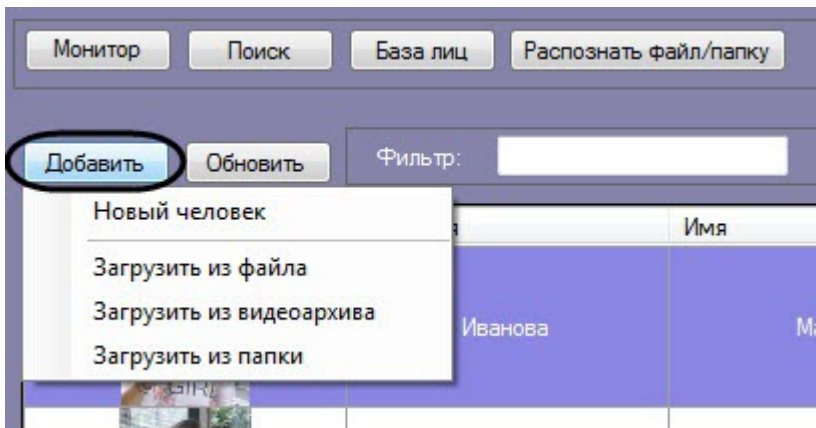 Монитор Поиск База лиц Распознать файл/папку
Добавить Обновить Фильтр:
Новый человек
Имя
Загрузить из файла
Загрузить из видеоархива
Иванова
Загрузить из папки
GIRL